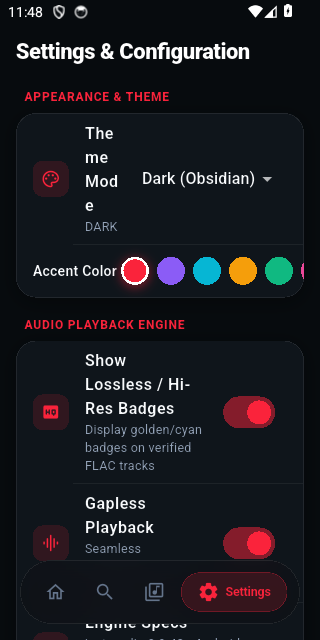 11:48
Settings & Configuration
APPEARANCE & THEME
The
me
Mod
e
DARK
Dark (Obsidian)
Accent Color
AUDIO PLAYBACK ENGINE
Show
Lossless / Hi-
Res Badges
Display golden/cyan
badges on verified
FLAC tracks
HQ
Gapless
Playback
Seamless
Settings
Engine Specs